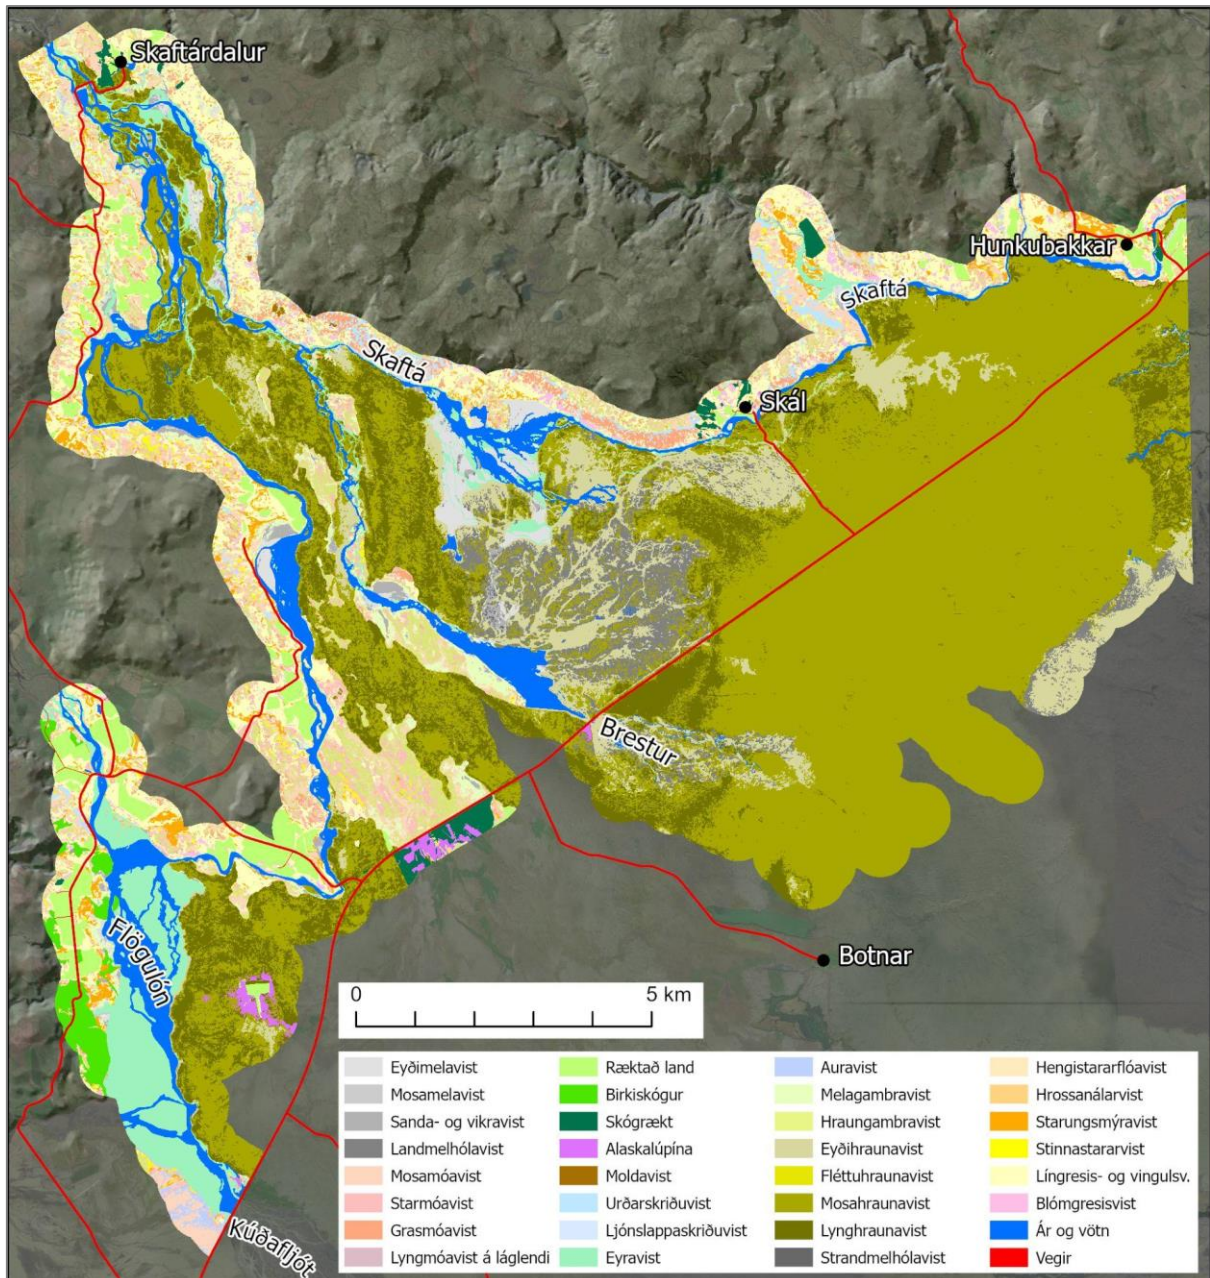 Skaftárdalur
Hunkubakkar
Skaftá
Skaftá
Skál
Brestur
Botnar
Flögulón
Kúðafljót
0 5 km
Eyðimelavist
Mosamelavist
Sanda- og vikravist
Landmelhólavist
Mosamóavist
Starmóavist
Grasmóavist
Lyngmóavist á láglendi
Ræktað land
Birkiskógur
Skógrækt
Alaskalúpína
Moldavist
Urðarskriðuvist
Ljónslappaskriðuvist
Eyravist
Auravist
Melagambravist
Hraungambravist
Eyðihraunavist
Fléttuhraunavist
Mosahraunavist
Lynghraunavist
Strandmelhólavist
Hengistararflóavist
Hrossanálarvist
Starungsmýravist
Stinnastararvist
Língresis- og vingulsv.
Blómgresisvist
Ár og vötn
Vegir